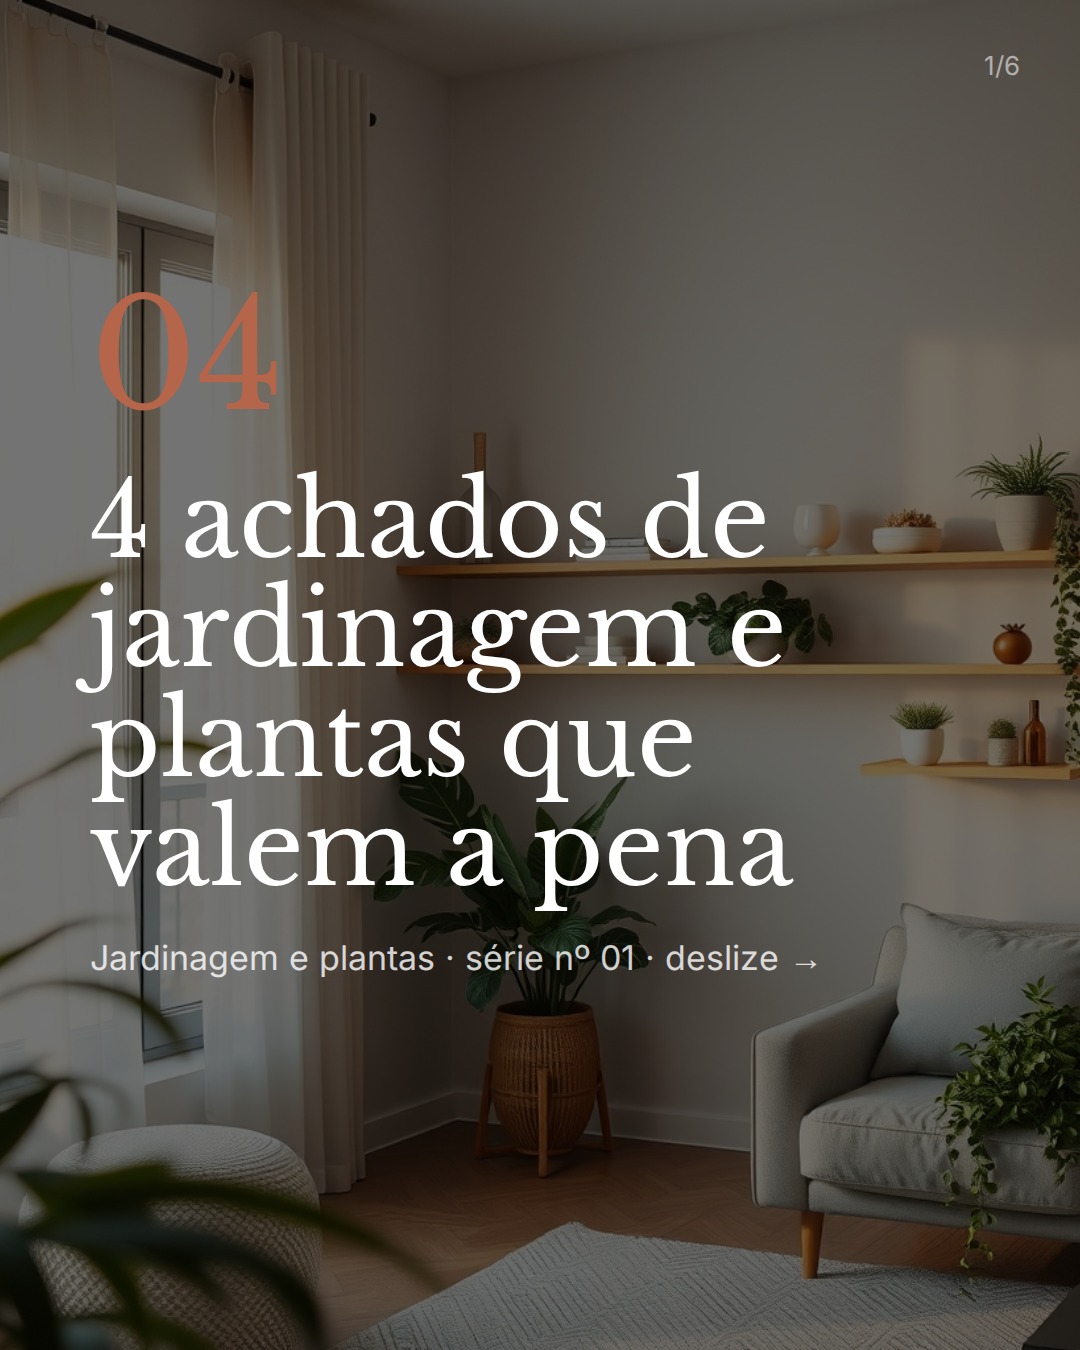 1/6
04
4 achados de
jardinagem e
plantas que
valem a pena
Jardinagem e plantas · série nº 01 · deslize →